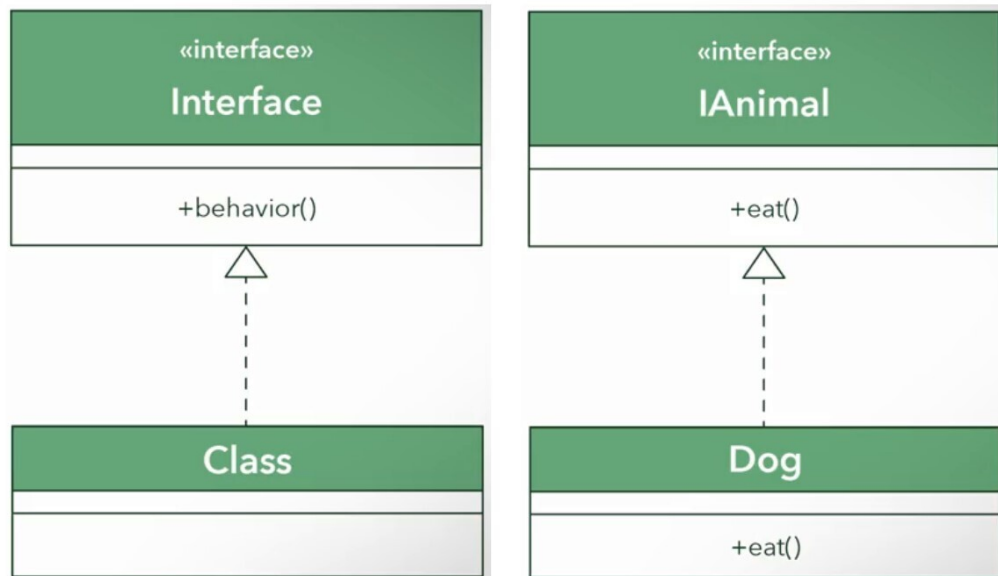 «interface»
Interface
+behavior()
Class
«interface»
IAnimal
+eat()
Dog
+eat()